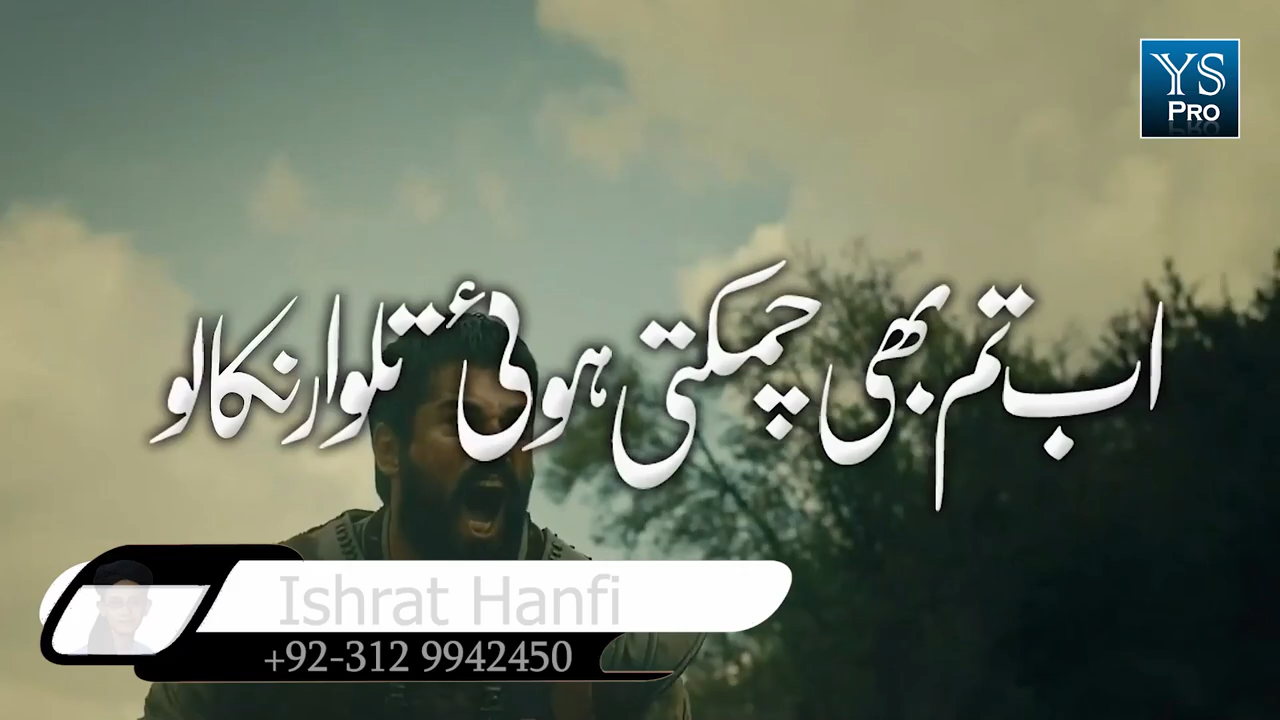 YS
PRO
اب تم بھی چمکتی ہوئی تلوار نکالو
Ishrat Hanfi
+92-312 9942450